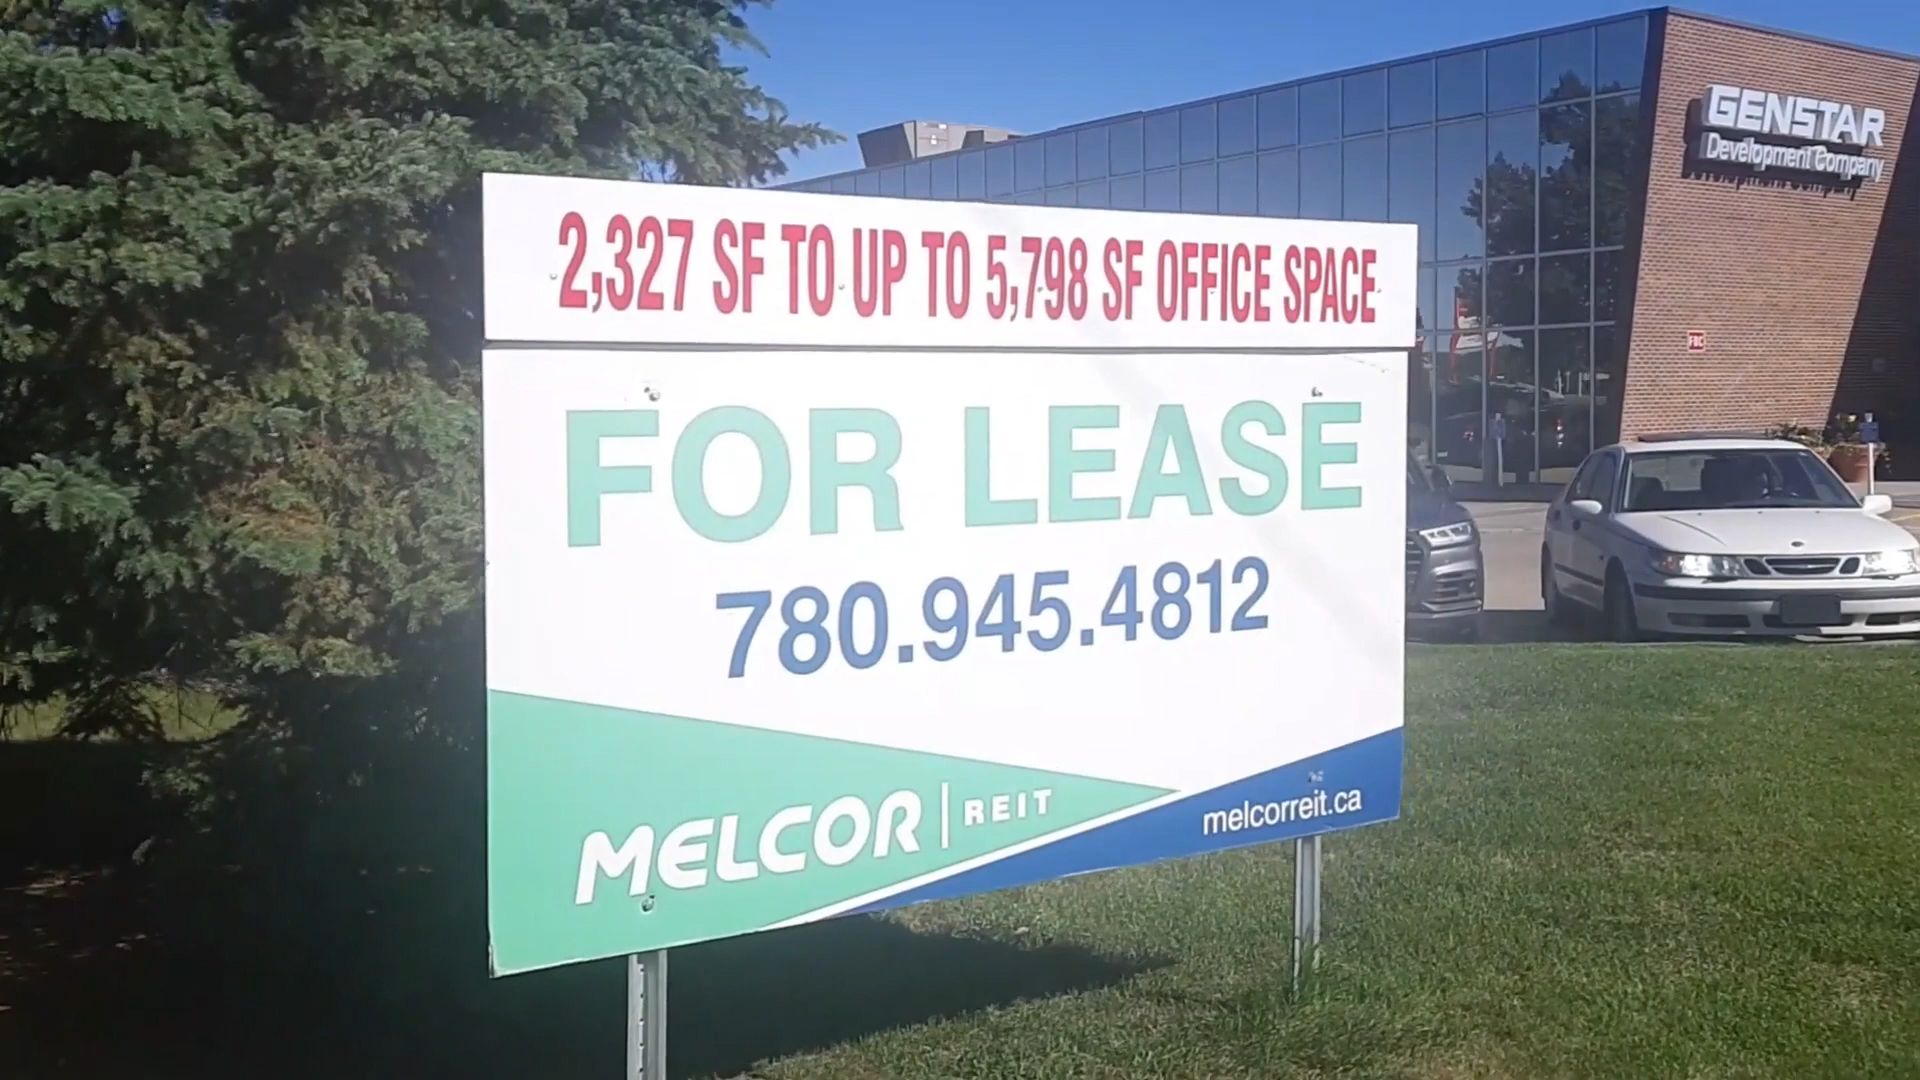 GENSTAR
Development Company
2,327 SF TO UP TO 5,798 SF OFFICE SPACE
FOR LEASE
780.945.4812
MELCOR | REIT
melcorreit.ca